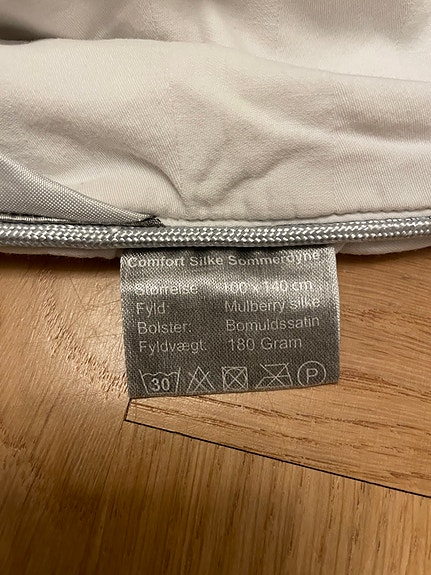 Comfort Silke Sommerdyne
Størrelse: 100 x 140 cm
Fyld: Mulberry silke
Bolster: Bomuldssatin
Fyldvægt: 180 Gram
30 P